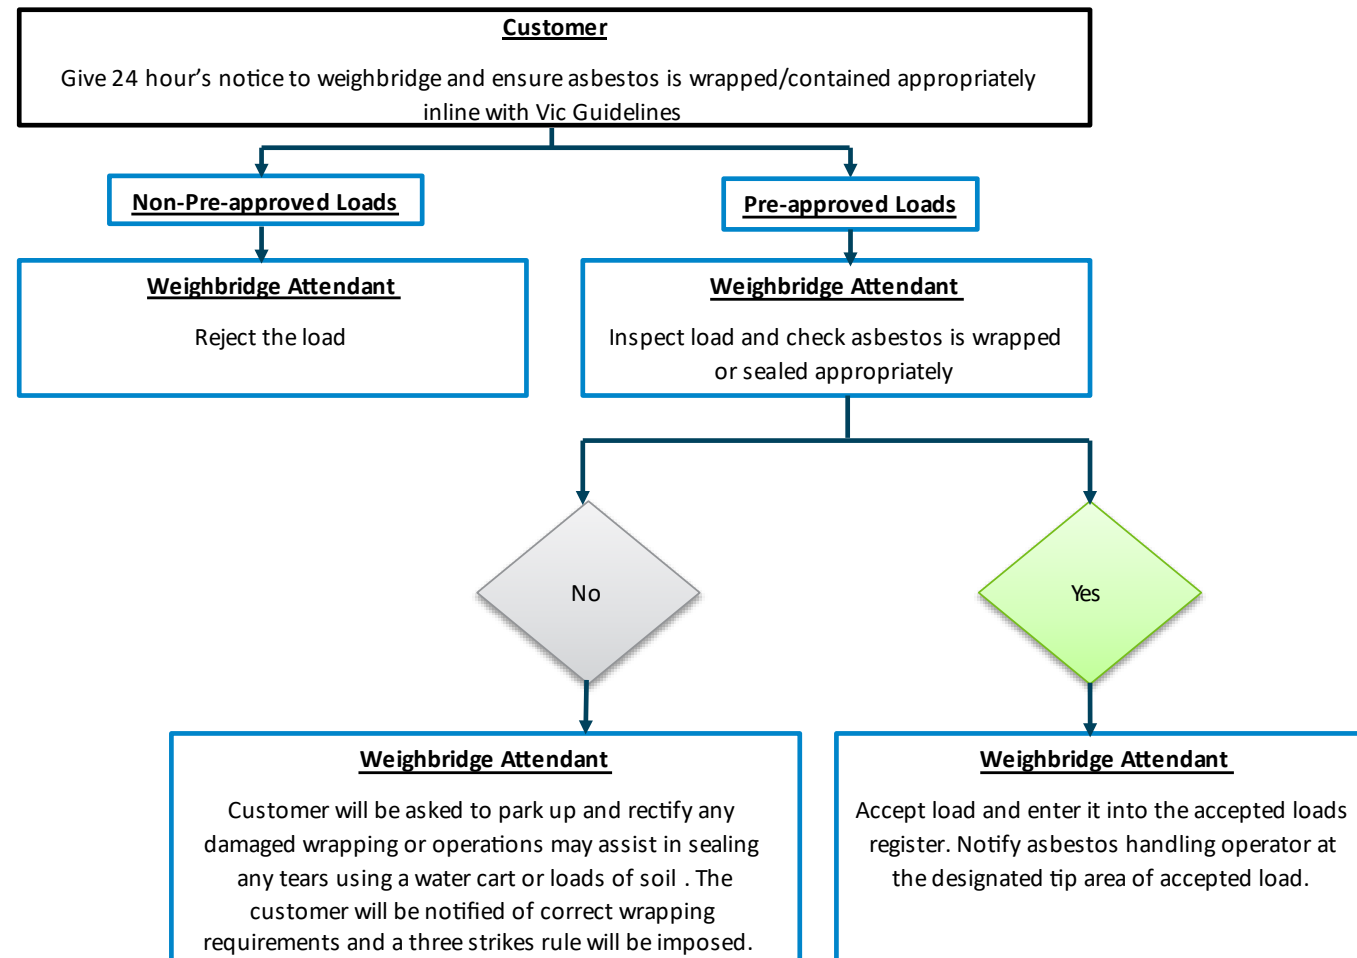 Customer
Give 24 hour's notice to weighbridge and ensure asbestos is wrapped/contained appropriately
inline with Vic Guidelines
Non-Pre-approved Loads
Pre-approved Loads
Weighbridge Attendant
Reject the load
Weighbridge Attendant
Inspect load and check asbestos is wrapped
or sealed appropriately
No
Yes
Weighbridge Attendant
Customer will be asked to park up and rectify any
damaged wrapping or operations may assist in sealing
any tears using a water cart or loads of soil . The
customer will be notified of correct wrapping
requirements and a three strikes rule will be imposed.
Weighbridge Attendant
Accept load and enter it into the accepted loads
register. Notify asbestos handling operator at
the designated tip area of accepted load.